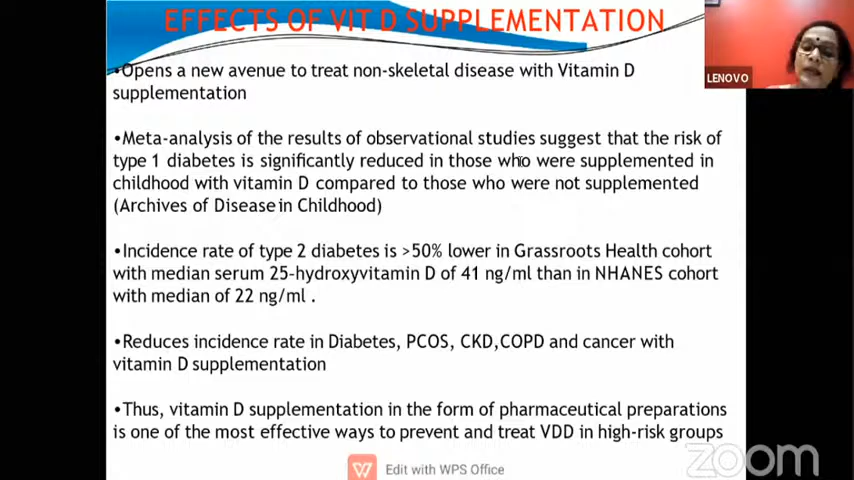 EFFECTS OF VIT D SUPPLEMENTATION
LENOVO
•Opens a new avenue to treat non-skeletal disease with Vitamin D
supplementation
•Meta-analysis of the results of observational studies suggest that the risk of
type 1 diabetes is significantly reduced in those who were supplemented in
childhood with vitamin D compared to those who were not supplemented
(Archives of Disease in Childhood)
•Incidence rate of type 2 diabetes is >50% lower in Grassroots Health cohort
with median serum 25-hydroxyvitamin D of 41 ng/ml than in NHANES cohort
with median of 22 ng/ml .
•Reduces incidence rate in Diabetes, PCOS, CKD,COPD and cancer with
vitamin D supplementation
•Thus, vitamin D supplementation in the form of pharmaceutical preparations
is one of the most effective ways to prevent and treat VDD in high-risk groups
zoom
W Edit with WPS Office